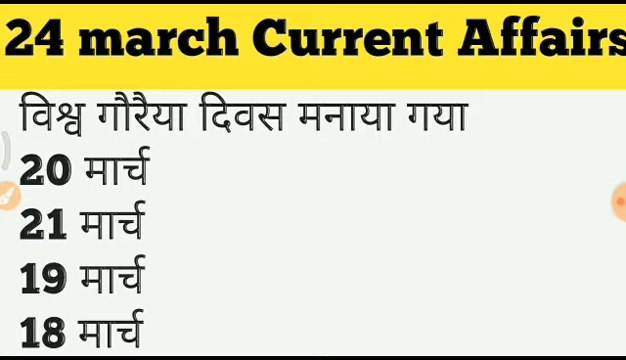 24 march Current Affairs
विश्व गौरैया दिवस मनाया गया
20 मार्च
21 मार्च
19 मार्च
18 मार्च